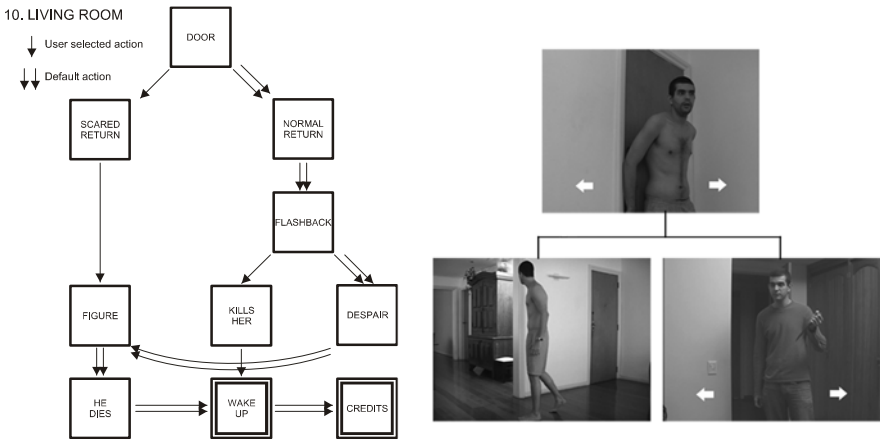 10. LIVING ROOM
User selected action
Default action
DOOR
SCARED
RETURN
NORMAL
RETURN
FLASHBACK
FIGURE
KILLS
HER
DESPAIR
HE
DIES
WAKE
UP
CREDITS